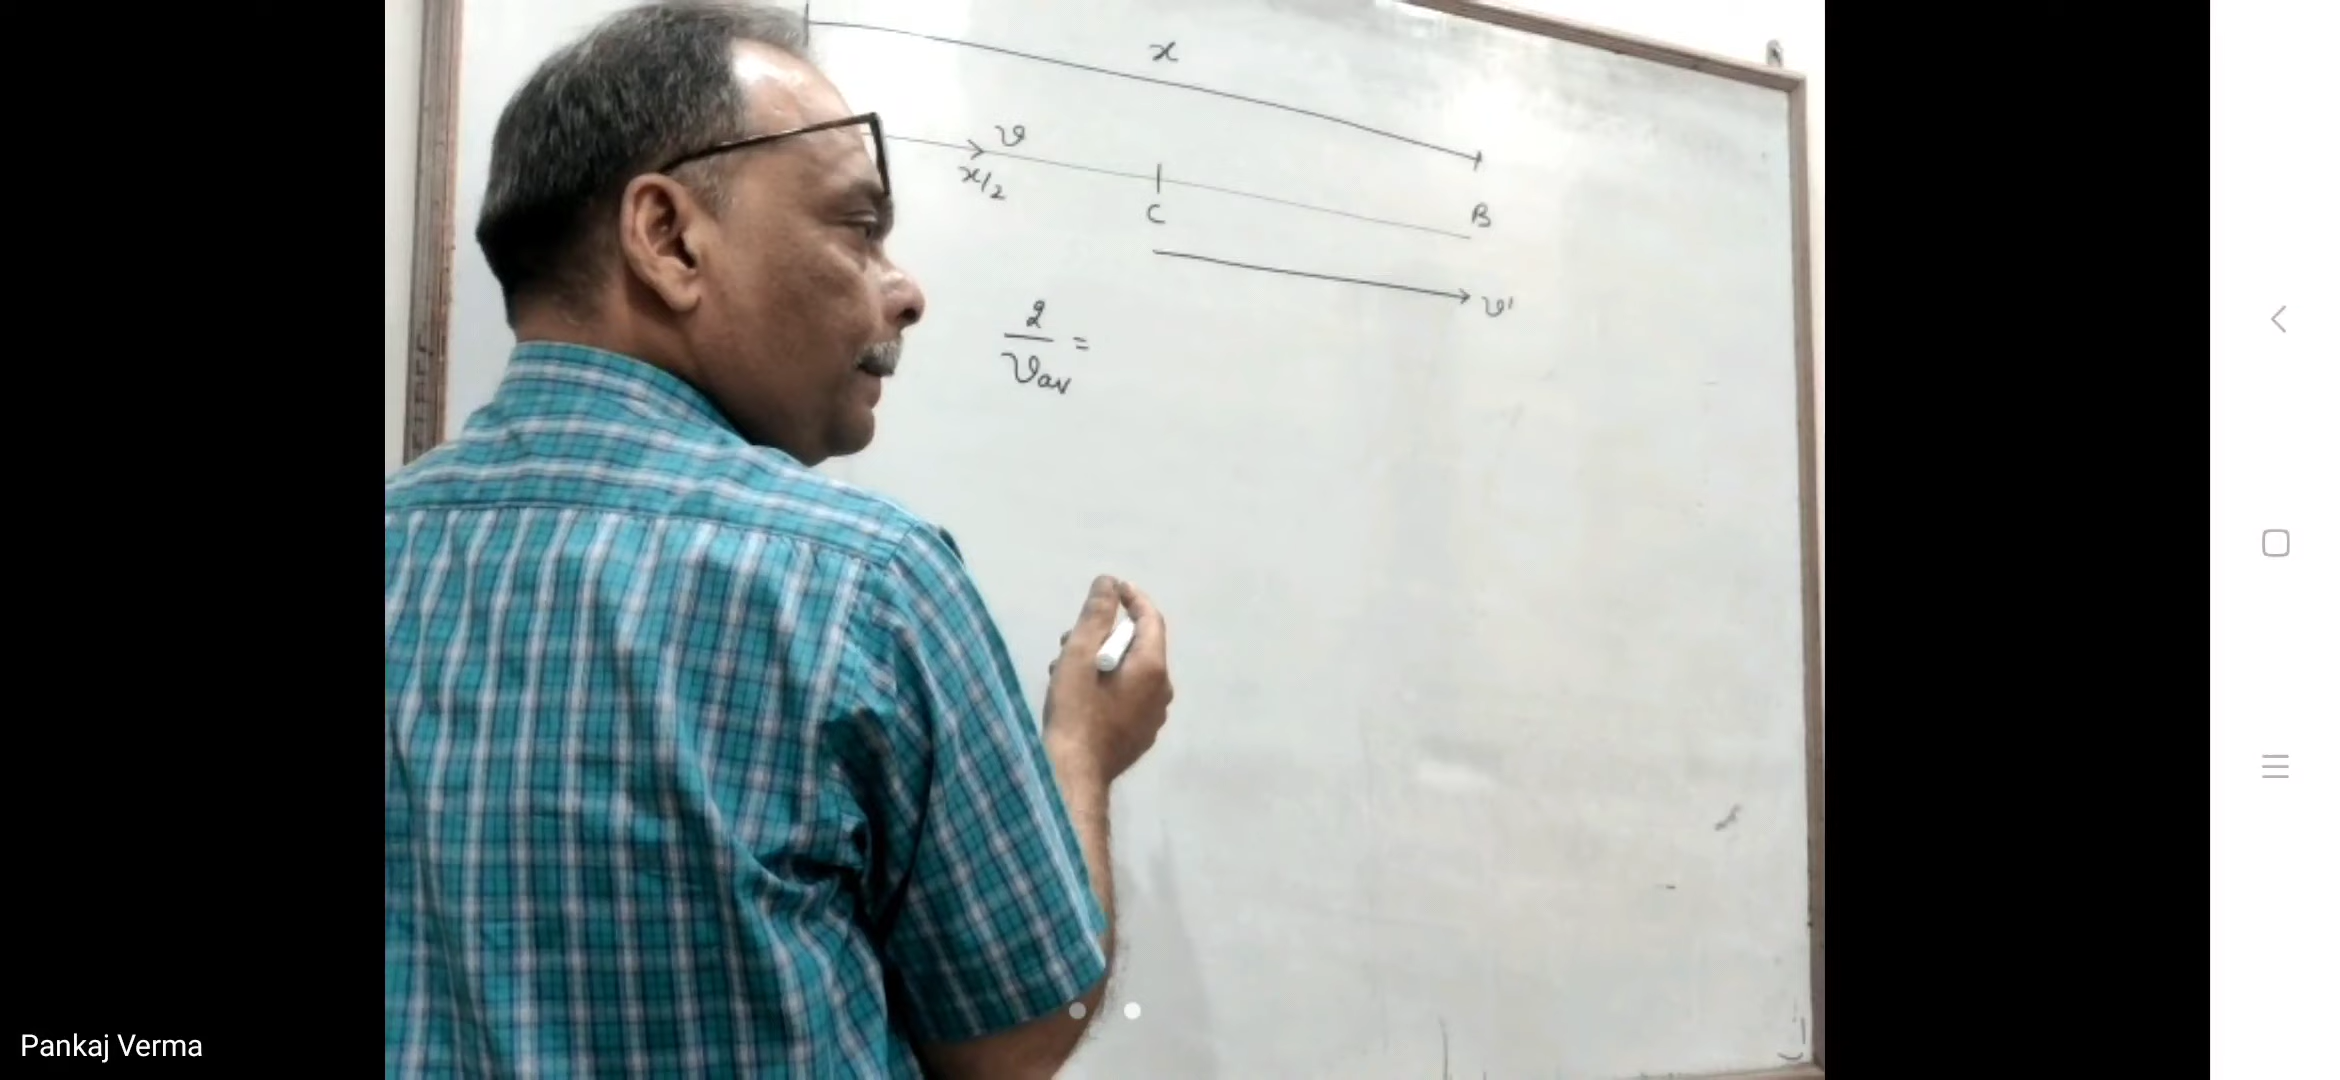 x
v
x/2
C
B
v'
2
—
Vav
=
Pankaj Verma